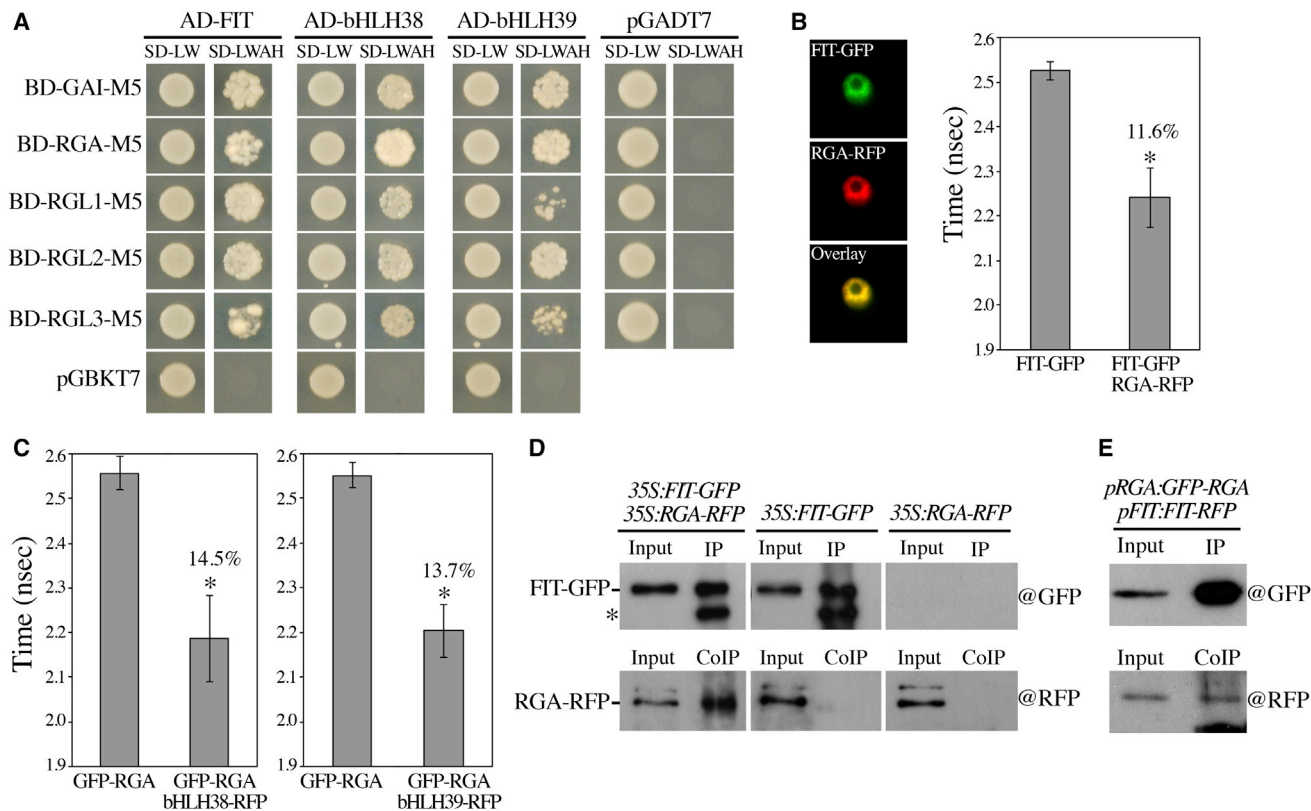 A
AD-FIT AD-bHLH38 AD-bHLH39 pGADT7
SD-LW SD-LWAH SD-LW SD-LWAH SD-LW SD-LWAH SD-LW SD-LWAH
BD-GAI-M5
BD-RGA-M5
BD-RGL1-M5
BD-RGL2-M5
BD-RGL3-M5
pGBKT7
B
FIT-GFP
RGA-RFP
Overlay
Time (nsec)
2.5
2.4
2.3
2.2
2.1
2.0
1.9
11.6%
*
FIT-GFP FIT-GFP
RGA-RFP
C
Time (nsec)
2.6
2.5
2.4
2.3
2.2
2.1
2.0
1.9
14.5%
*
GFP-RGA GFP-RGA
bHLH38-RFP
2.6
2.5
2.4
2.3
2.2
2.1
2.0
1.9
13.7%
*
GFP-RGA GFP-RGA
bHLH39-RFP
D
35S:FIT-GFP
35S:RGA-RFP 35S:FIT-GFP 35S:RGA-RFP
Input IP Input IP Input IP
FIT-GFP
*
@GFP
Input CoIP Input CoIP Input CoIP
RGA-RFP
@RFP
E
pRGA:GFP-RGA
pFIT:FIT-RFP
Input IP
@GFP
Input CoIP
@RFP